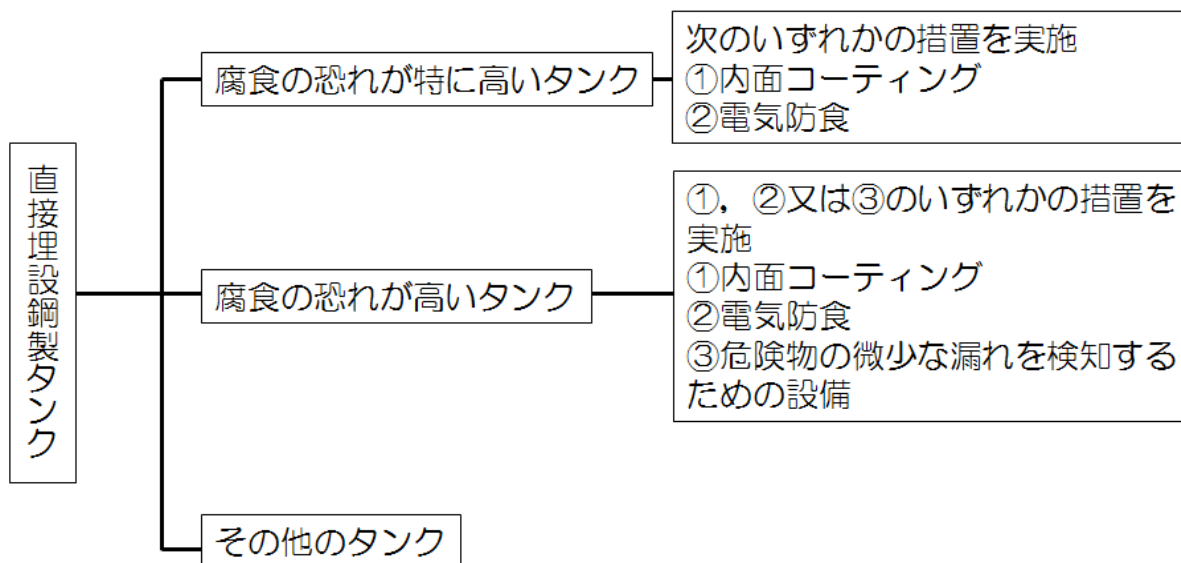 直接埋設鋼製タンク
腐食の恐れが特に高いタンク
次のいずれかの措置を実施
①内面コーティング
②電気防食
腐食の恐れが高いタンク
①，②又は③のいずれかの措置を
実施
①内面コーティング
②電気防食
③危険物の微少な漏れを検知する
ための設備
その他のタンク